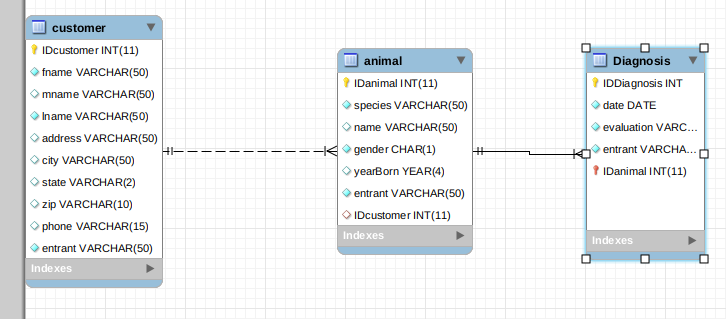 customer
IDcustomer INT(11)
fname VARCHAR(50)
mname VARCHAR(50)
lname VARCHAR(50)
address VARCHAR(50)
city VARCHAR(50)
state VARCHAR(2)
zip VARCHAR(10)
phone VARCHAR(15)
entrant VARCHAR(50)
Indexes
animal
IDanimal INT(11)
species VARCHAR(50)
name VARCHAR(50)
gender CHAR(1)
yearBorn YEAR(4)
entrant VARCHAR(50)
IDcustomer INT(11)
Indexes
Diagnosis
IDDiagnosis INT
date DATE
evaluation VARC...
entrant VARCHA...
IDanimal INT(11)
Indexes